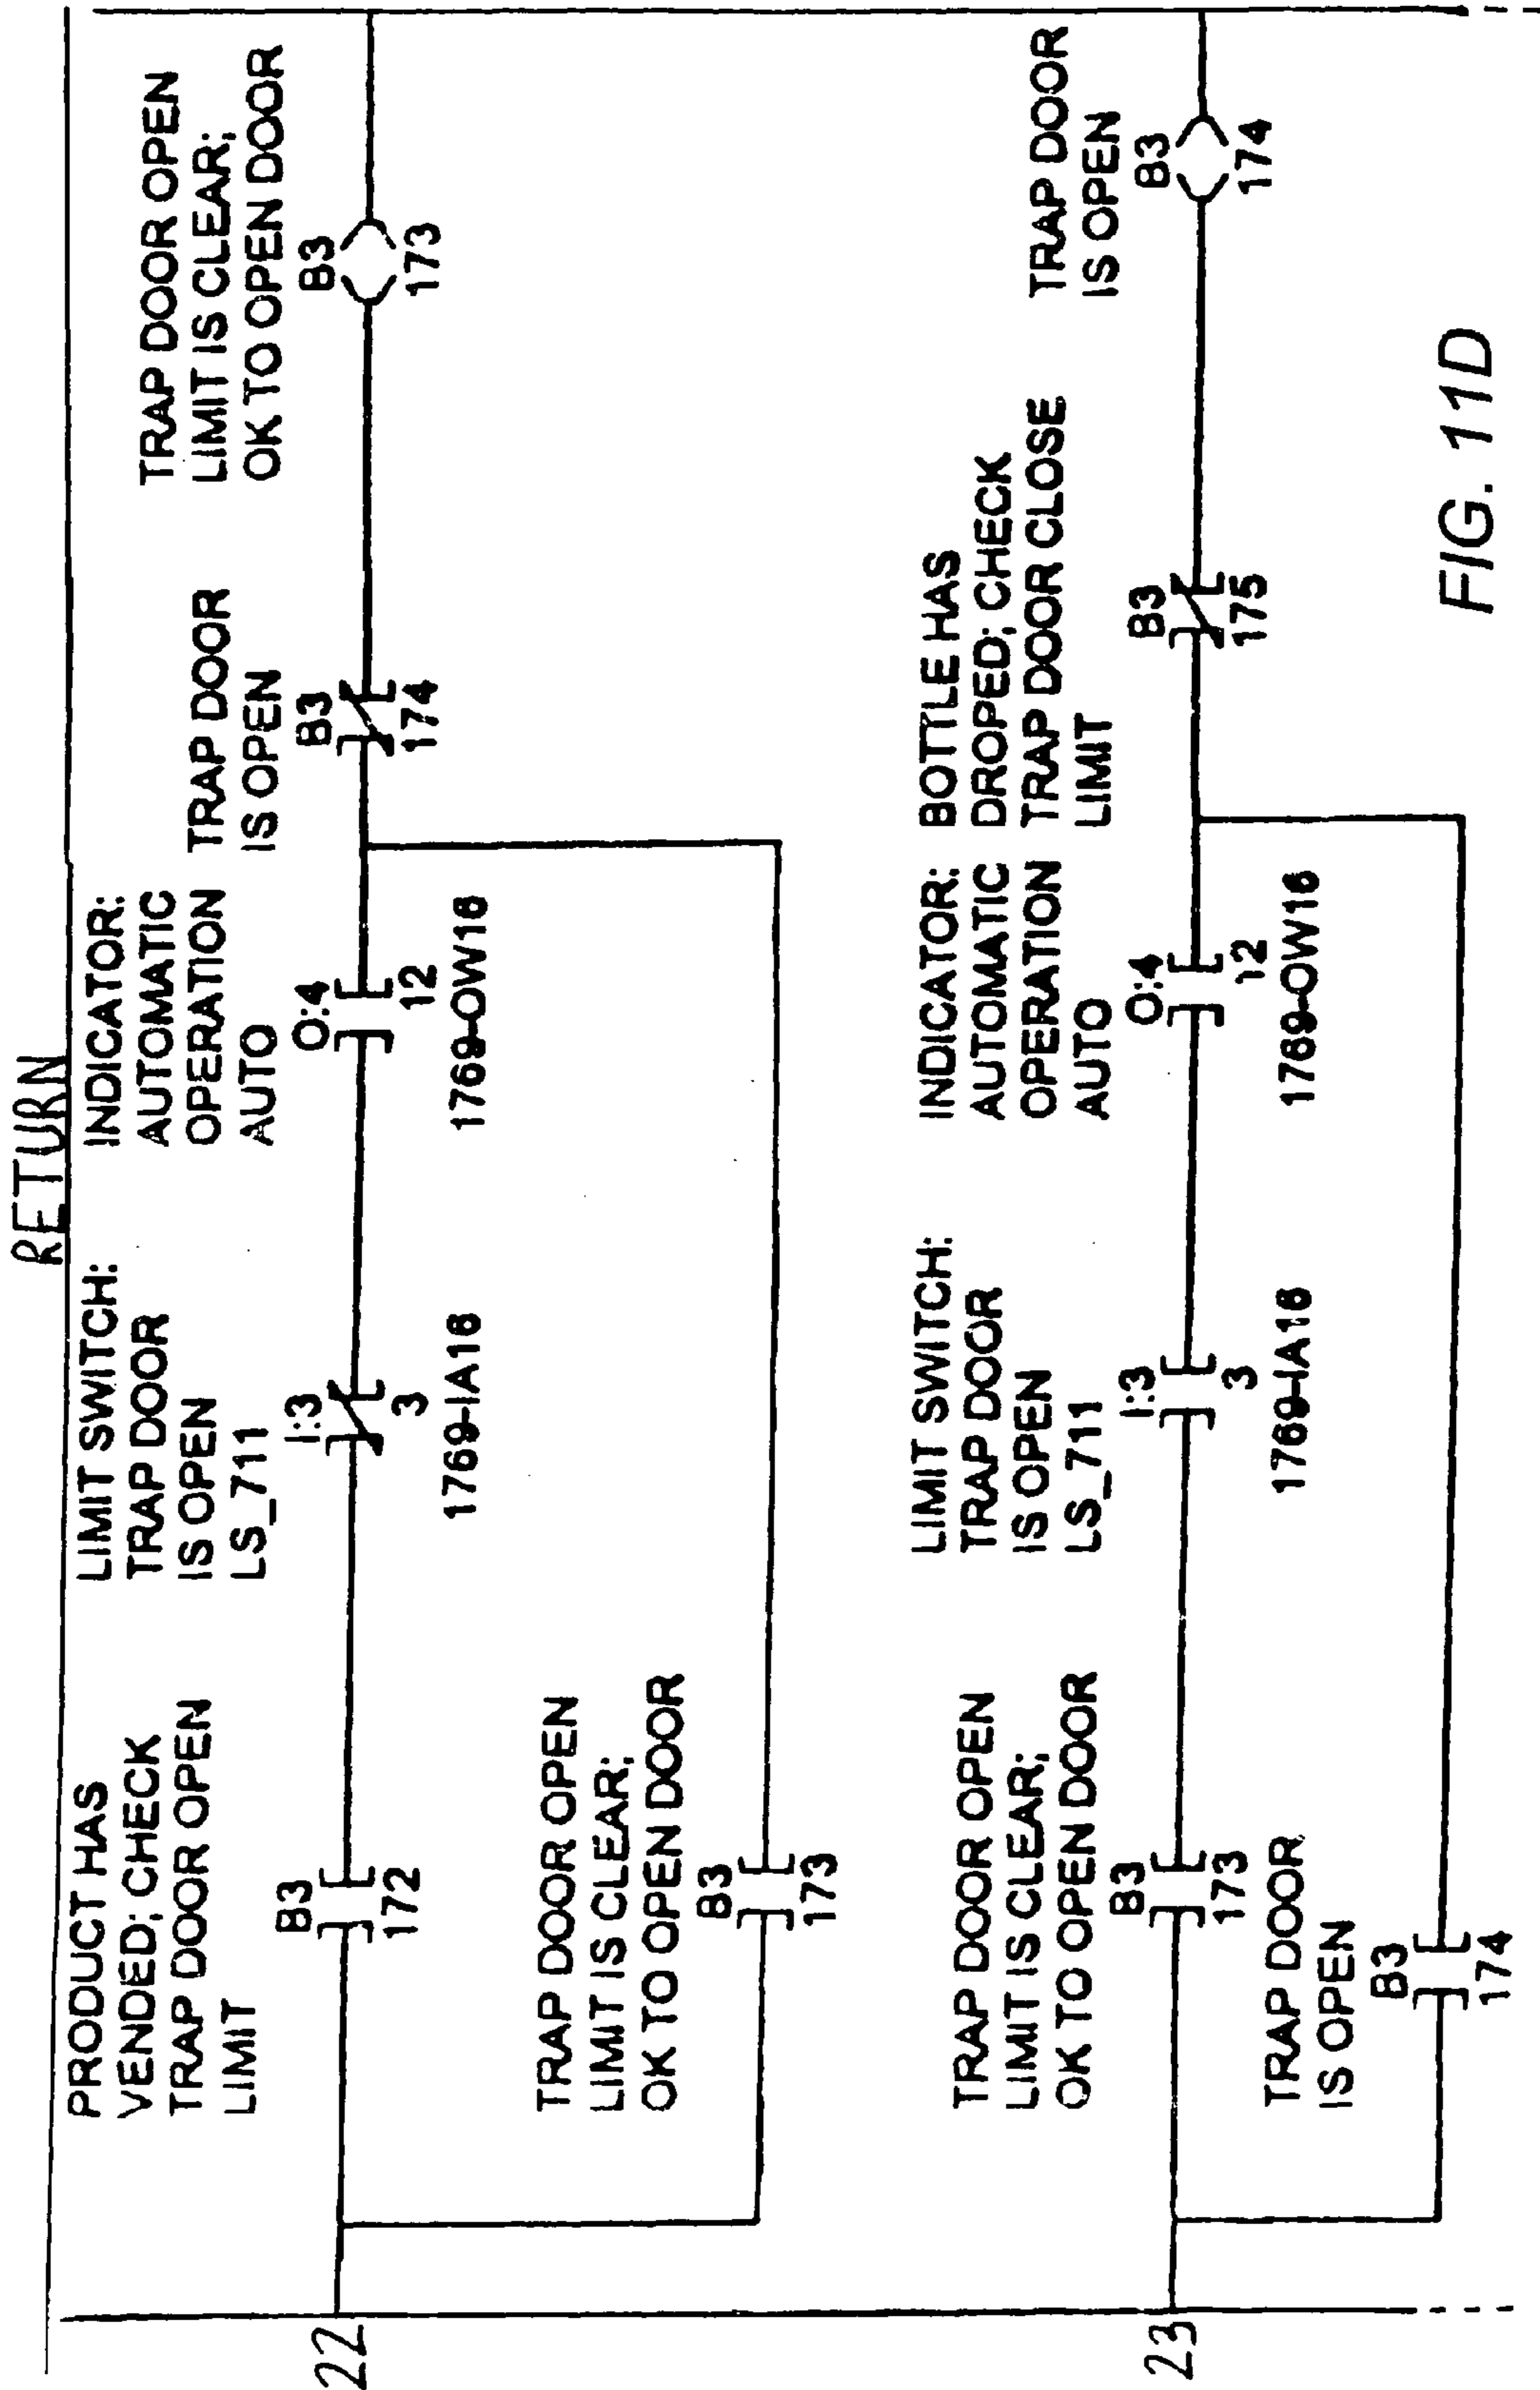 RETURN
PRODUCT HAS
VENDED; CHECK
TRAP DOOR OPEN
LIMIT
B3
172
LIMIT SWITCH:
TRAP DOOR
IS OPEN
LS_711
I:3
3
1769-IA16
INDICATOR:
AUTOMATIC
OPERATION
AUTO
O:4
12
1769-OW16
TRAP DOOR
IS OPEN
B3
174
TRAP DOOR OPEN
LIMIT IS CLEAR;
OK TO OPEN DOOR
B3
173
22
TRAP DOOR OPEN
LIMIT IS CLEAR;
OK TO OPEN DOOR
B3
173
TRAP DOOR OPEN
LIMIT IS CLEAR;
OK TO OPEN DOOR
B3
173
LIMIT SWITCH:
TRAP DOOR
IS OPEN
LS_711
I:3
3
1769-IA16
INDICATOR:
AUTOMATIC
OPERATION
AUTO
O:4
12
1769-OW16
BOTTLE HAS
DROPED; CHECK
TRAP DOOR CLOSE
LIMIT
B3
175
TRAP DOOR
IS OPEN
B3
174
23
TRAP DOOR
IS OPEN
B3
174
FIG. 11D